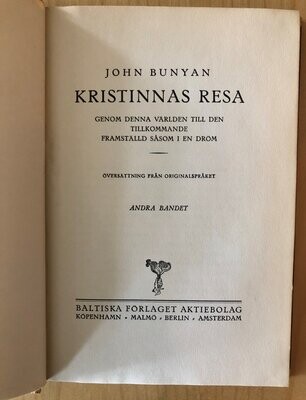 JOHN BUNYAN
KRISTINNAS RESA
GENOM DENNA VÄRLDEN TILL DEN
TILLKOMMANDE
FRAMSTÄLLD SÅSOM I EN DRÖM
ÖVERSÄTTNING FRÅN ORIGINALSPRÅKET
ANDRA BANDET
BALTISKA FÖRLAGET AKTIEBOLAG
KÖPENHAMN • MALMÖ • BERLIN • AMSTERDAM